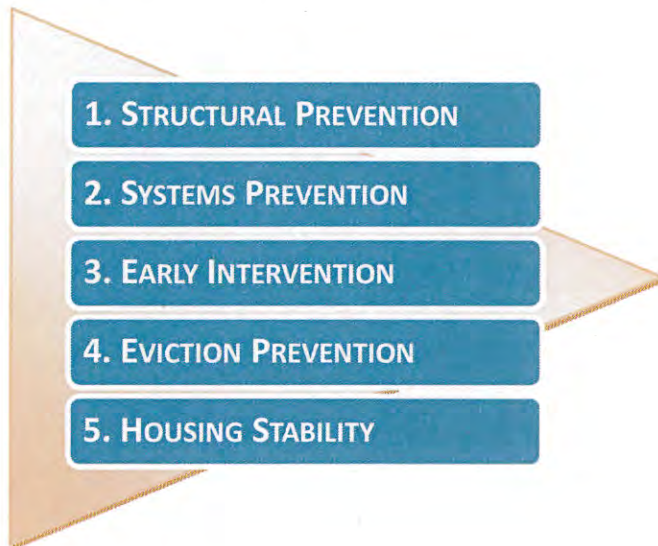 1. Structural Prevention
2. Systems Prevention
3. Early Intervention
4. Eviction Prevention
5. Housing Stability